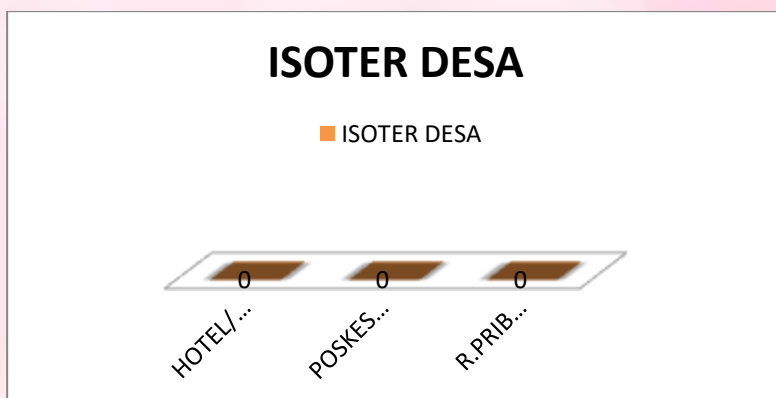 ISOTER DESA
ISOTER DESA
0 0 0
HOTEL/... POSKES... R.PRIB...